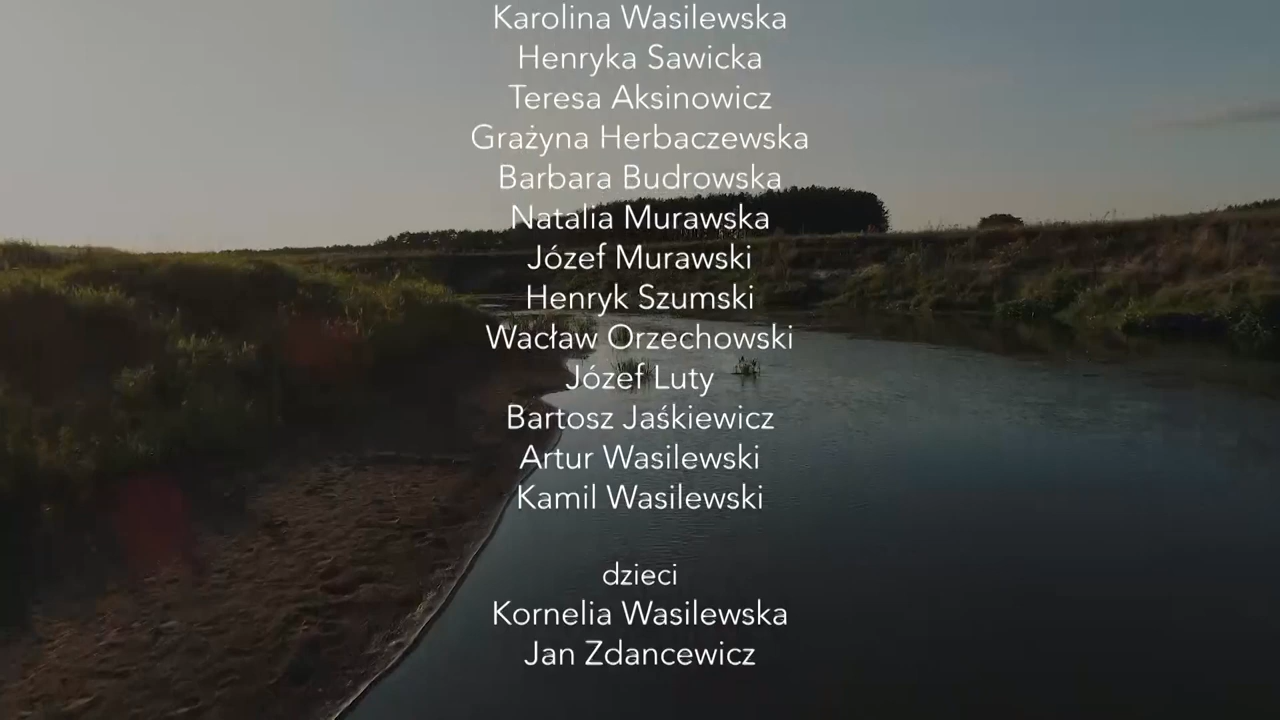 Karolina Wasilewska
Henryka Sawicka
Teresa Aksinowicz
Grażyna Herbaczewska
Barbara Budrowska
Natalia Murawska
Józef Murawski
Henryk Szumski
Wacław Orzechowski
Józef Luty
Bartosz Jaśkiewicz
Artur Wasilewski
Kamil Wasilewski
dzieci
Kornelia Wasilewska
Jan Zdancewicz